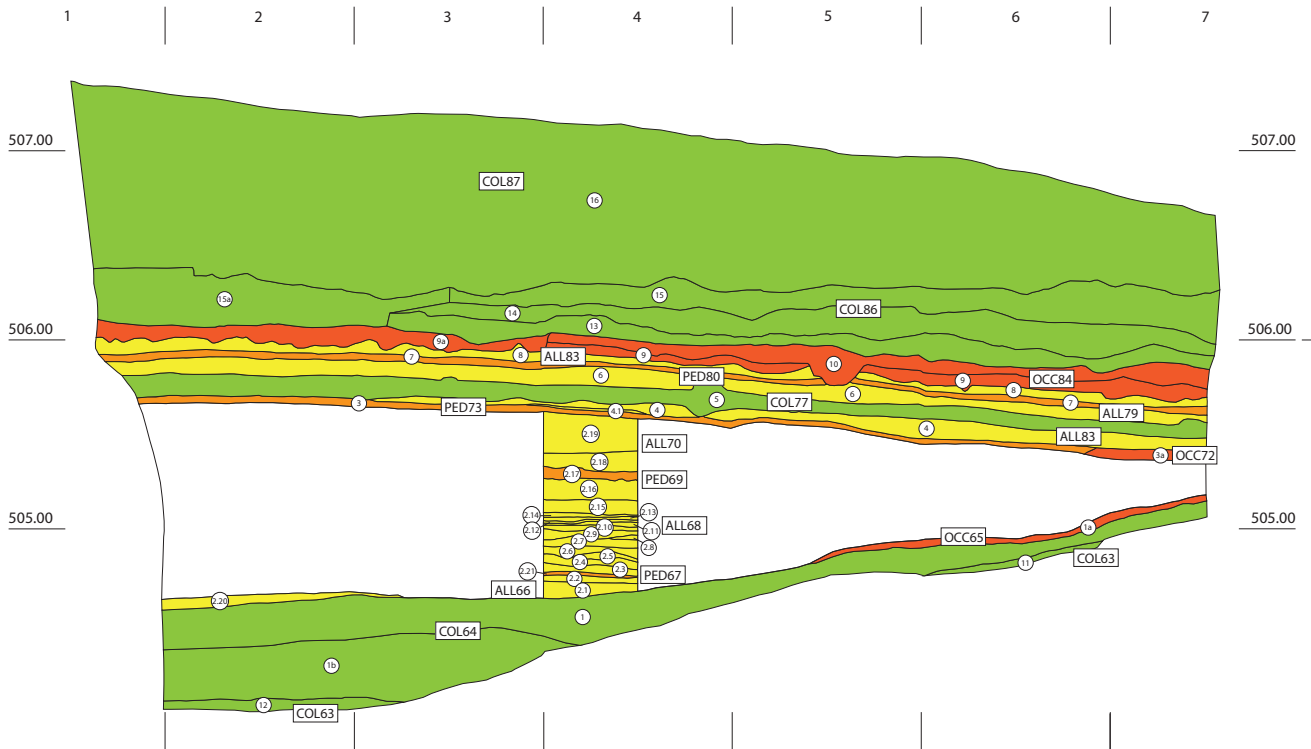 1 2 3 4 5 6 7
507.00 507.00
COL87
16
15a 15
14 COL86
13
506.00 506.00
9a
7 8 ALL83 9 10
6 PED80 9 OCC84
6 8
5 COL77 7 ALL79
3 PED73 4.1 4
4 ALL83
2.19 ALL70
3a OCC72
2.18
2.17 PED69
2.16
2.15
2.14 2.13
505.00 505.00
2.12 2.10 2.11 ALL68 1a
2.9
2.7 2.8 OCC65
2.6 2.5
2.4 COL63
2.21 2.3 PED67 11
2.2
ALL66 2.1
2.20
1
COL64
1b
12 COL63